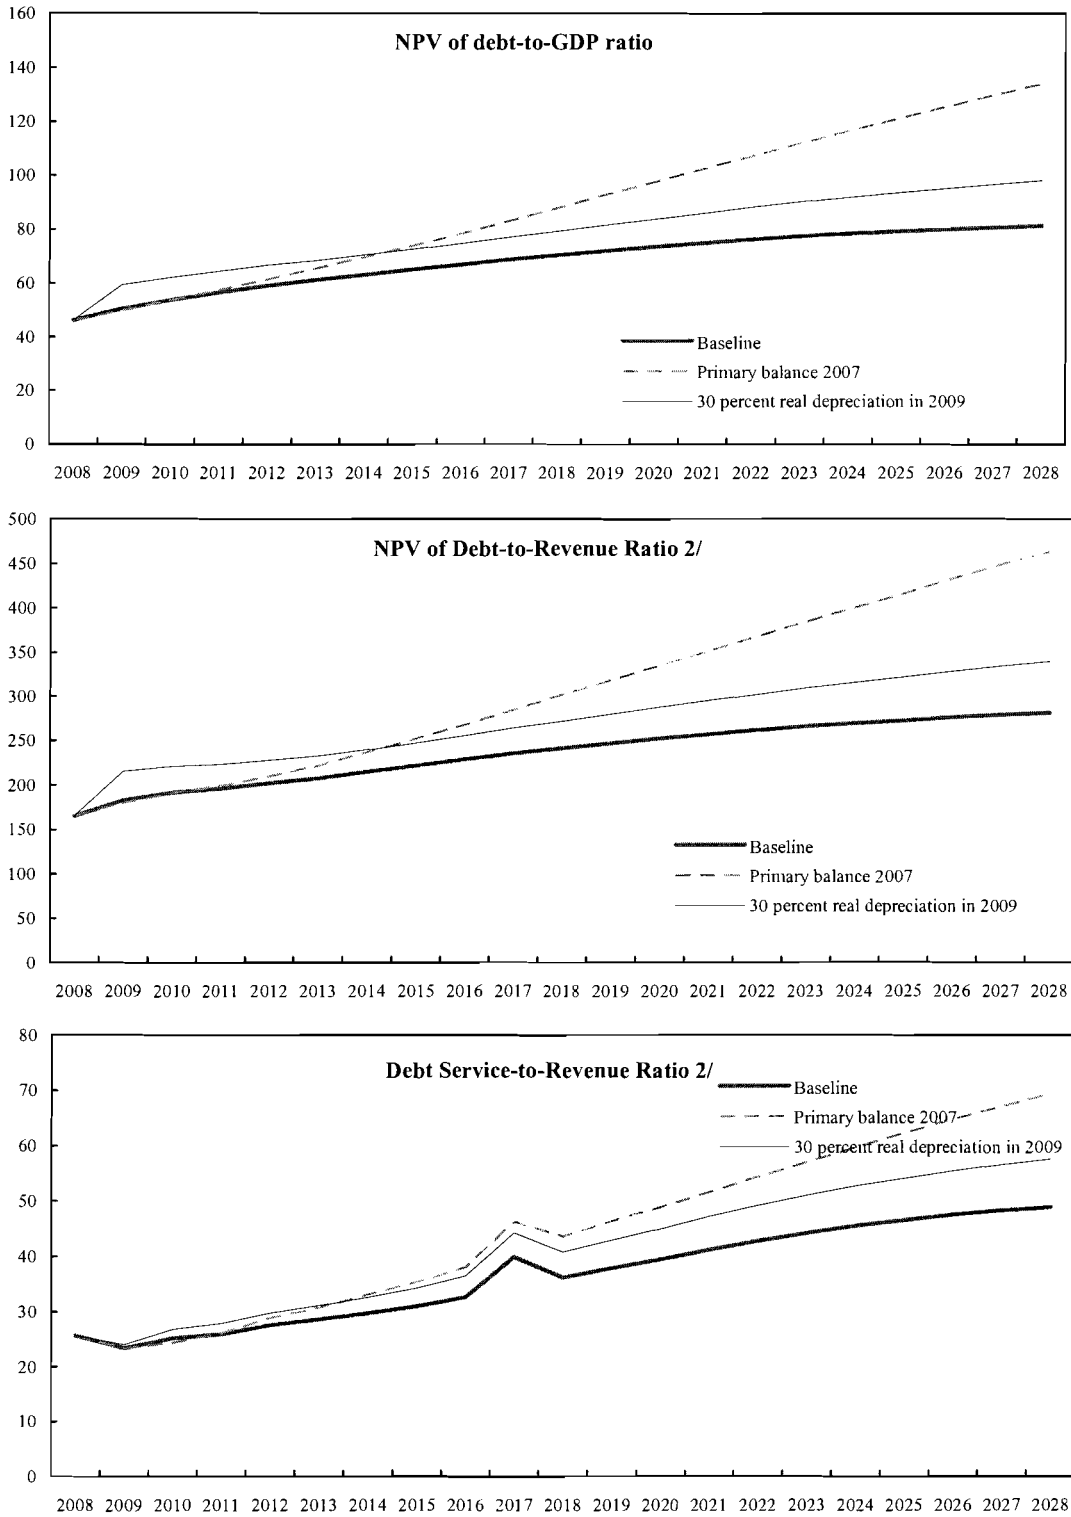 NPV of debt-to-GDP ratio
160
140
120
100
80
60
40
20
0
Baseline
Primary balance 2007
30 percent real depreciation in 2009
2008 2009 2010 2011 2012 2013 2014 2015 2016 2017 2018 2019 2020 2021 2022 2023 2024 2025 2026 2027 2028
NPV of Debt-to-Revenue Ratio 2/
500
450
400
350
300
250
200
150
100
50
0
Baseline
Primary balance 2007
30 percent real depreciation in 2009
2008 2009 2010 2011 2012 2013 2014 2015 2016 2017 2018 2019 2020 2021 2022 2023 2024 2025 2026 2027 2028
Debt Service-to-Revenue Ratio 2/
80
70
60
50
40
30
20
10
0
Baseline
Primary balance 2007
30 percent real depreciation in 2009
2008 2009 2010 2011 2012 2013 2014 2015 2016 2017 2018 2019 2020 2021 2022 2023 2024 2025 2026 2027 2028